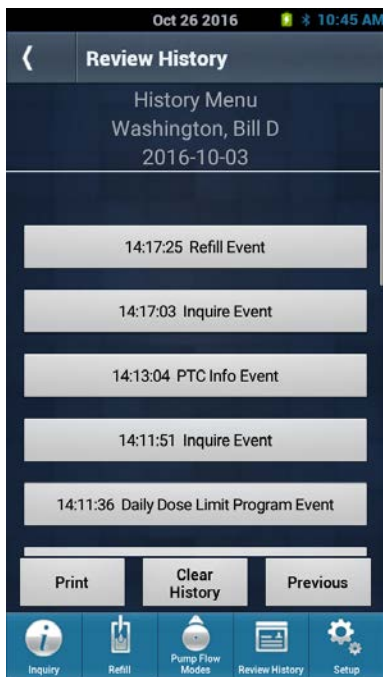 Oct 26 2016 10:45 AM
Review History
History Menu
Washington, Bill D
2016-10-03
14:17:25 Refill Event
14:17:03 Inquire Event
14:13:04 PTC Info Event
14:11:51 Inquire Event
14:11:36 Daily Dose Limit Program Event
Print
Clear
History
Previous
Inquiry
Refill
Pump Flow
Modes
Review History
Setup